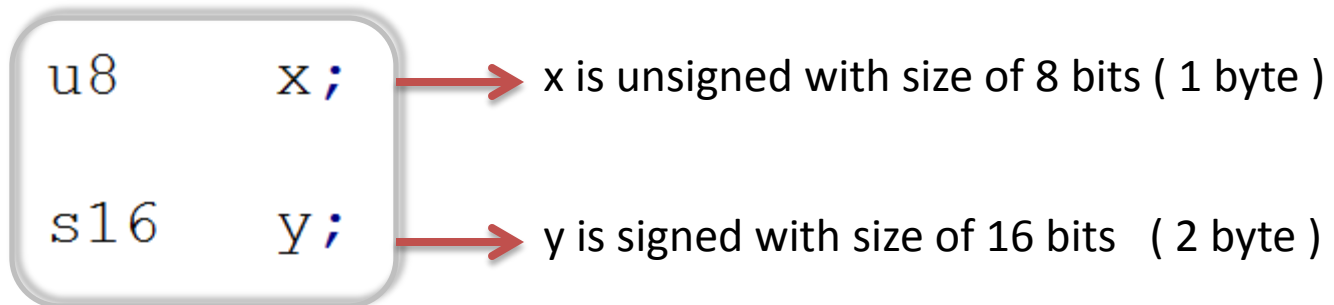 u8 x; x is unsigned with size of 8 bits ( 1 byte )
s16 y; y is signed with size of 16 bits ( 2 byte )